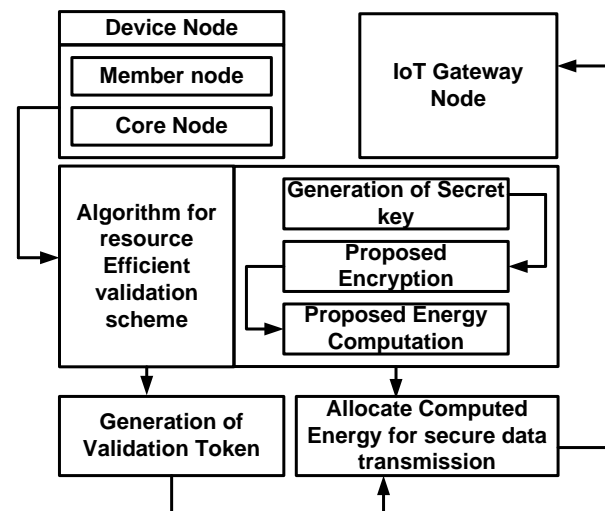 Device Node
Member node
Core Node
IoT Gateway
Node
Algorithm for
resource
Efficient
validation
scheme
Generation of Secret
key
Proposed
Encryption
Proposed Energy
Computation
Generation of
Validation Token
Allocate Computed
Energy for secure data
transmission